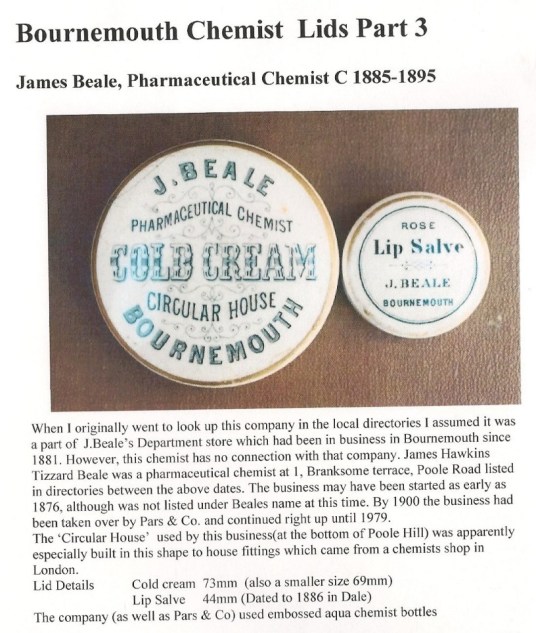 Bournemouth Chemist Lids Part 3
James Beale, Pharmaceutical Chemist C 1885-1895
J. BEALE
PHARMACEUTICAL CHEMIST
COLD CREAM
CIRCULAR HOUSE
BOURNEMOUTH
ROSE
Lip Salve
J. BEALE
BOURNEMOUTH
When I originally went to look up this company in the local directories I assumed it was
a part of J.Beale's Department store which had been in business in Bournemouth since
1881. However, this chemist has no connection with that company. James Hawkins
Tizzard Beale was a pharmaceutical chemist at 1, Branksome terrace, Poole Road listed
in directories between the above dates. The business may have been started as early as
1876, although was not listed under Beales name at this time. By 1900 the business had
been taken over by Pars & Co. and continued right up until 1979.
The 'Circular House' used by this business(at the bottom of Poole Hill) was apparently
especially built in this shape to house fittings which came from a chemists shop in
London.
Lid Details Cold cream 73mm (also a smaller size 69mm)
Lip Salve 44mm (Dated to 1886 in Dale)
The company (as well as Pars & Co) used embossed aqua chemist bottles